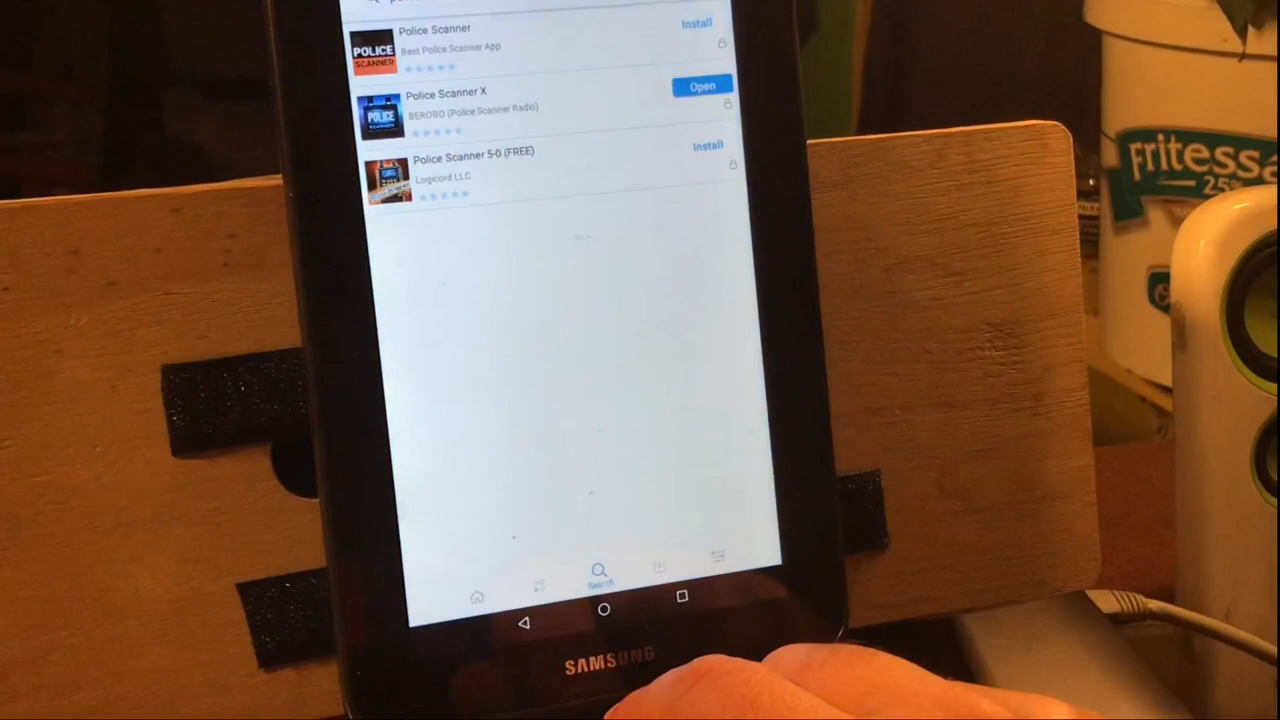 Police Scanner
Install
POLICE
SCANNER
Best Police Scanner App
Police Scanner X
Open
POLICE
BEROBO (Police Scanner Radio)
Police Scanner 5-0 (FREE)
Install
Logicord LLC
Search
SAMSUNG
Fritessa
25%